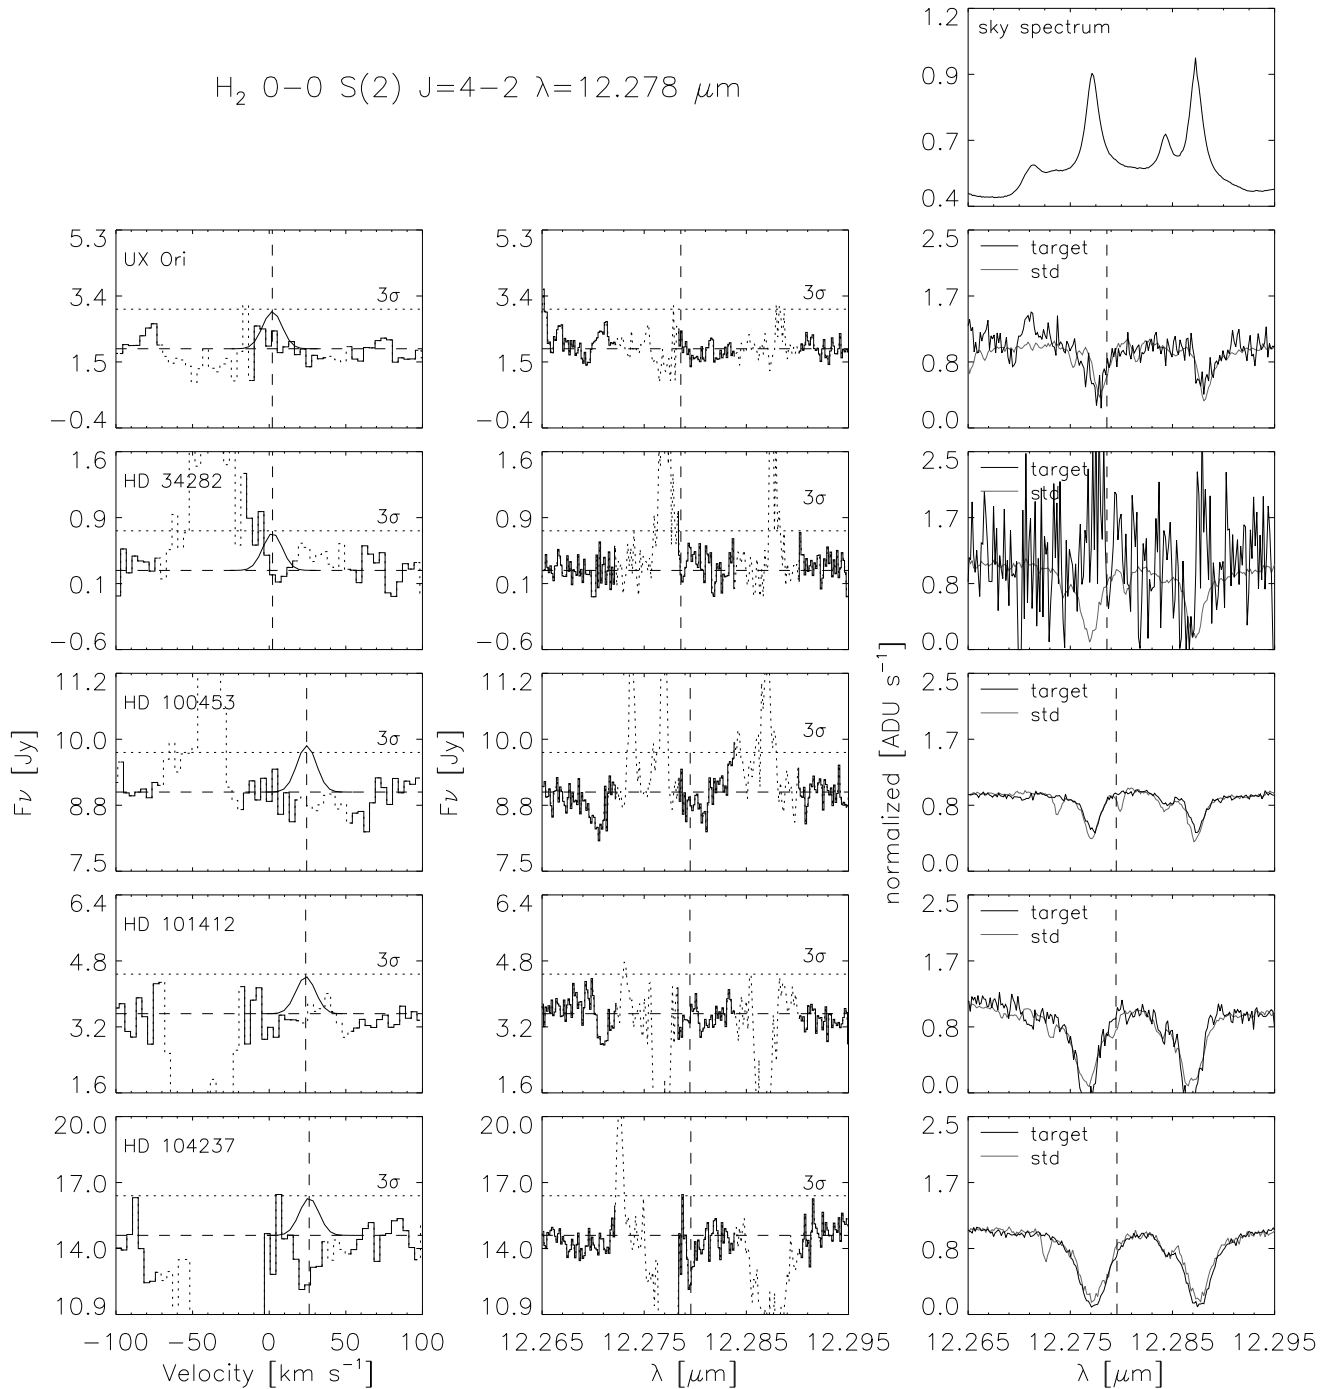 H₂ 0−0 S(2) J=4−2 λ=12.278 μm
sky spectrum
1.2
0.9
0.7
0.4
UX Ori
3σ
5.3
3.4
1.5
−0.4
3σ
5.3
3.4
1.5
−0.4
target
std
2.5
1.7
0.8
0.0
HD 34282
3σ
1.6
0.9
0.1
−0.6
3σ
1.6
0.9
0.1
−0.6
target
std
2.5
1.7
0.8
0.0
HD 100453
3σ
11.2
10.0
8.8
7.5
3σ
11.2
10.0
8.8
7.5
target
std
2.5
1.7
0.8
0.0
Fν [Jy]
Fν [Jy]
normalized [ADU s⁻¹]
HD 101412
3σ
6.4
4.8
3.2
1.6
3σ
6.4
4.8
3.2
1.6
target
std
2.5
1.7
0.8
0.0
HD 104237
3σ
20.0
17.0
14.0
10.9
3σ
20.0
17.0
14.0
10.9
target
std
2.5
1.7
0.8
0.0
−100 −50 0 50 100
Velocity [km s⁻¹]
12.265 12.275 12.285 12.295
λ [μm]
12.265 12.275 12.285 12.295
λ [μm]